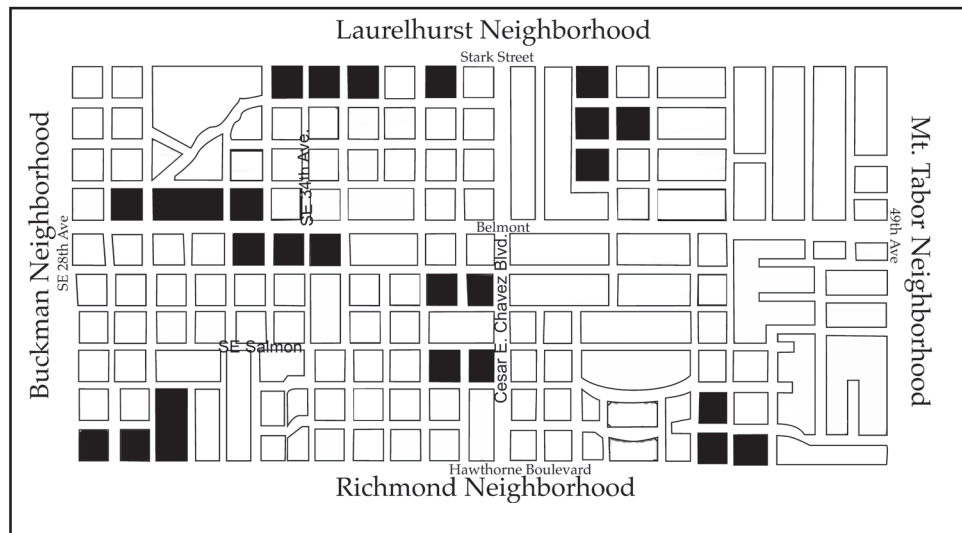 Laurelhurst Neighborhood
Stark Street
SE 34th Ave.
Buckman Neighborhood
SE 28th Ave
Belmont
Cesar E. Chavez Blvd.
49th Ave
Mt. Tabor Neighborhood
SE Salmon
Hawthorne Boulevard
Richmond Neighborhood